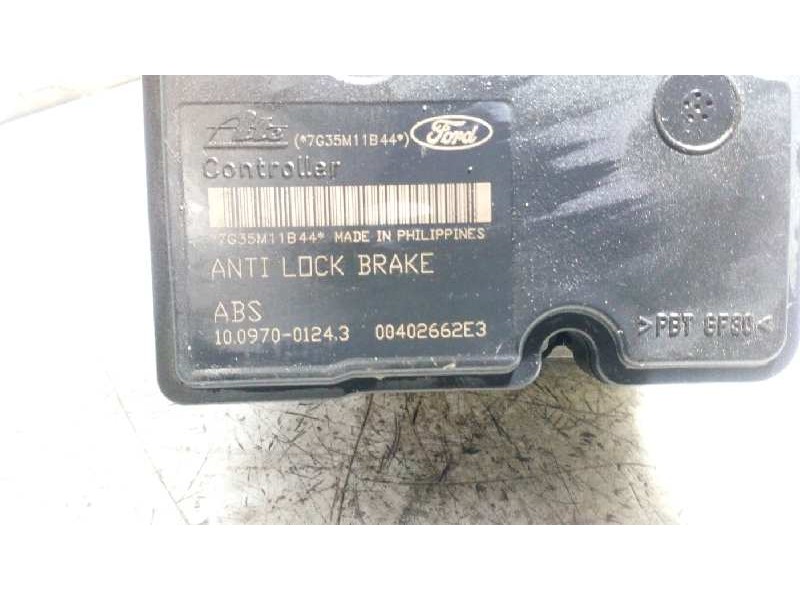 Ate (*7G35M11B44*) Ford
Controller
*7G35M11B44* MADE IN PHILIPPINES
ANTI LOCK BRAKE
ABS
10.0970-0124.3 00402662E3
>PBT GF30<